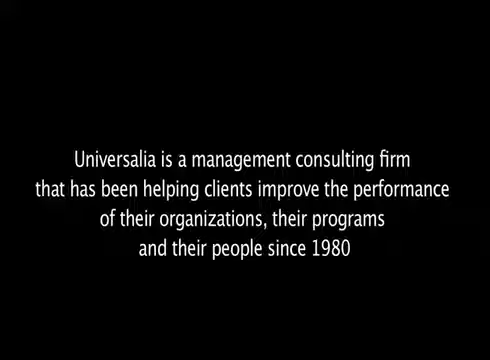 Universalia is a management consulting firm
that has been helping clients improve the performance
of their organizations, their programs
and their people since 1980